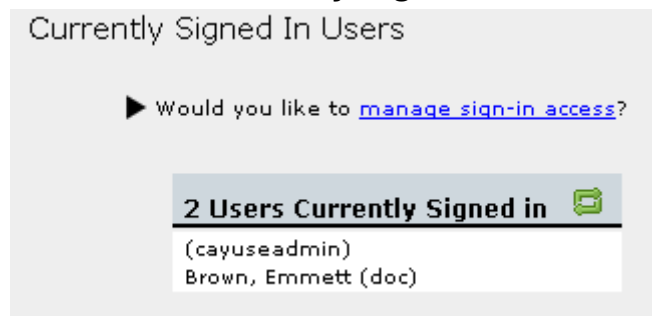 Currently Signed In Users
Would you like to manage sign-in access?
2 Users Currently Signed in
(cayuseadmin)
Brown, Emmett (doc)